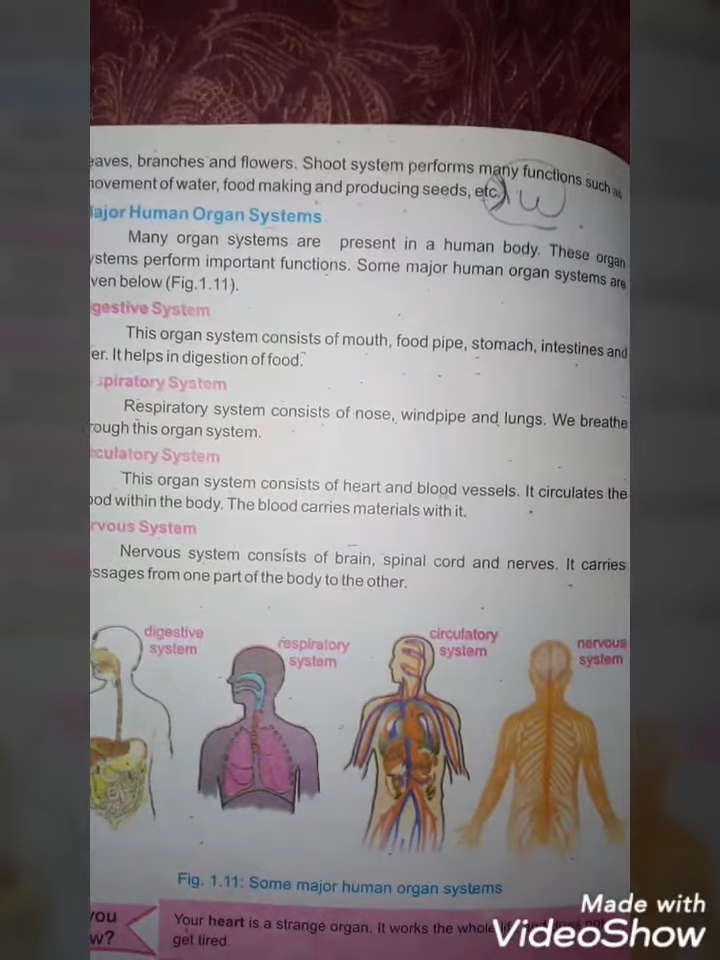 eaves, branches and flowers. Shoot system performs many functions such as
movement of water, food making and producing seeds, etc.
ajor Human Organ Systems
Many organ systems are present in a human body. These organ
ystems perform important functions. Some major human organ systems are
ven below (Fig.1.11).
gestive System
This organ system consists of mouth, food pipe, stomach, intestines and
er. It helps in digestion of food.
spiratory System
Respiratory system consists of nose, windpipe and lungs. We breathe
rough this organ system.
culatory System
This organ system consists of heart and blood vessels. It circulates the
ood within the body. The blood carries materials with it.
rvous System
Nervous system consists of brain, spinal cord and nerves. It carries
essages from one part of the body to the other.
digestive
system
respiratory
system
circulatory
system
nervous
system
Fig. 1.11: Some major human organ systems
you
w?
Your heart is a strange organ. It works the whole
get tired.
Made with
VideoShow